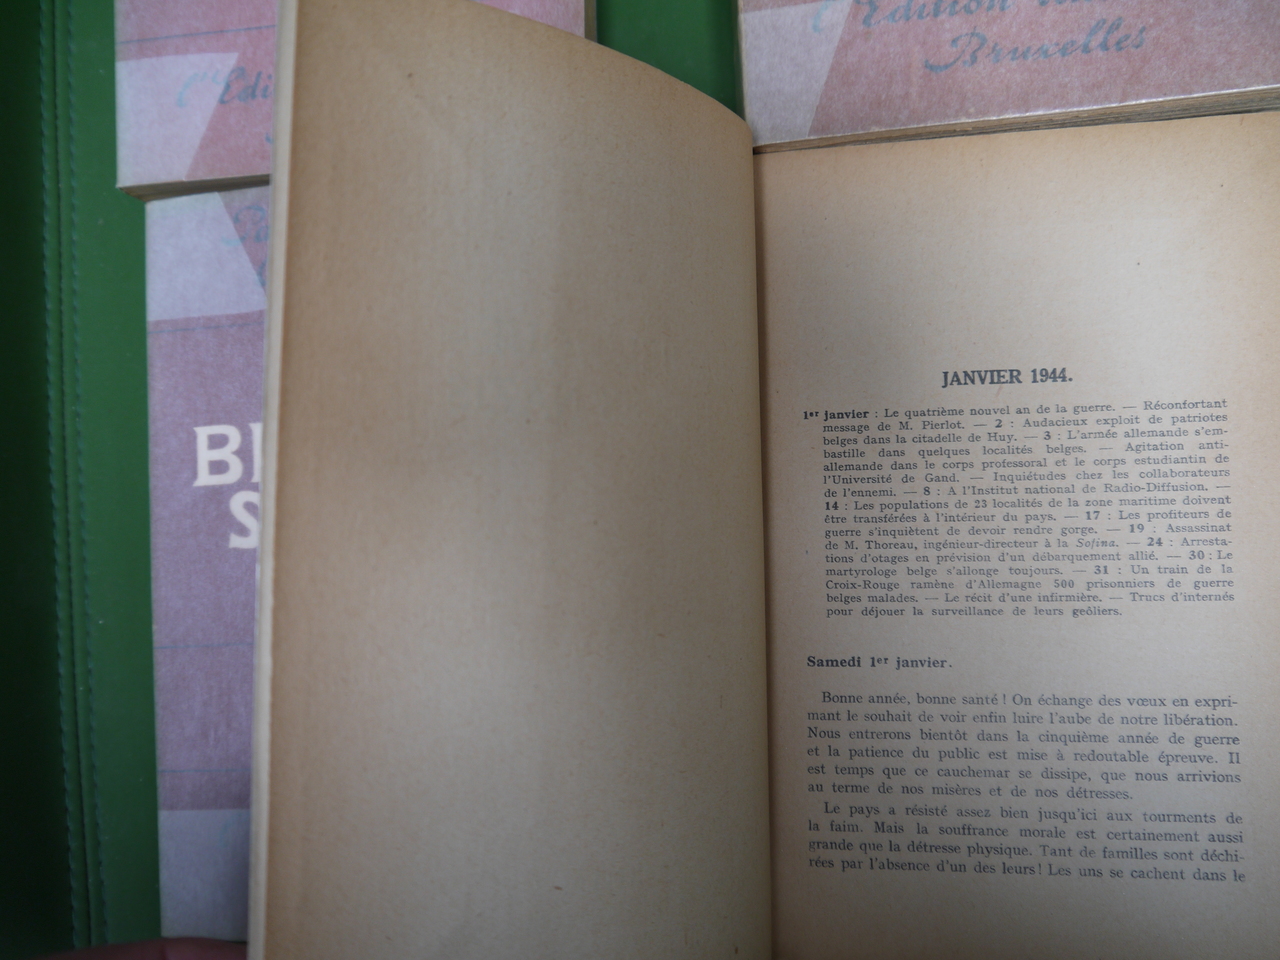 l'Edition
Bruxelles
l'Edi
BE
S
JANVIER 1944.
1er janvier : Le quatrième nouvel an de la guerre. — Réconfortant
message de M. Pierlot. — 2 : Audacieux exploit de patriotes
belges dans la citadelle de Huy. — 3 : L'armée allemande s'em-
bastille dans quelques localités belges. — Agitation anti-
allemande dans le corps professoral et le corps estudiantin de
l'Université de Gand. — Inquiétudes chez les collaborateurs
de l'ennemi. — 8 : A l'Institut national de Radio-Diffusion. —
14 : Les populations de 23 localités de la zone maritime doivent
être transférées à l'intérieur du pays. — 17 : Les profiteurs de
guerre s'inquiètent de devoir rendre gorge. — 19 : Assassinat
de M. Thoreau, ingénieur-directeur à la Sofina. — 24 : Arresta-
tions d'otages en prévision d'un débarquement allié. — 30 : Le
martyrologe belge s'allonge toujours. — 31 : Un train de la
Croix-Rouge ramène d'Allemagne 500 prisonniers de guerre
belges malades. — Le récit d'une infirmière. — Trucs d'internés
pour déjouer la surveillance de leurs geôliers.
Samedi 1er janvier.
Bonne année, bonne santé ! On échange des vœux en expri-
mant le souhait de voir enfin luire l'aube de notre libération.
Nous entrerons bientôt dans la cinquième année de guerre
et la patience du public est mise à redoutable épreuve. Il
est temps que ce cauchemar se dissipe, que nous arrivions
au terme de nos misères et de nos détresses.
Le pays a résisté assez bien jusqu'ici aux tourments de
la faim. Mais la souffrance morale est certainement aussi
grande que la détresse physique. Tant de familles sont déchi-
rées par l'absence d'un des leurs ! Les uns se cachent dans le